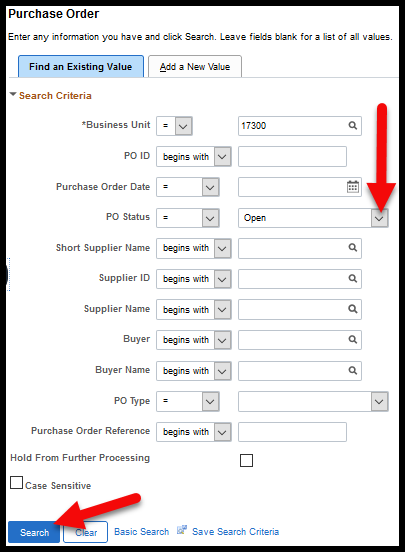 Purchase Order
Enter any information you have and click Search. Leave fields blank for a list of all values.
Find an Existing Value Add a New Value
Search Criteria
*Business Unit = 17300
PO ID begins with
Purchase Order Date =
PO Status = Open
Short Supplier Name begins with
Supplier ID begins with
Supplier Name begins with
Buyer begins with
Buyer Name begins with
PO Type =
Purchase Order Reference begins with
Hold From Further Processing
Case Sensitive
Search Clear Basic Search Save Search Criteria